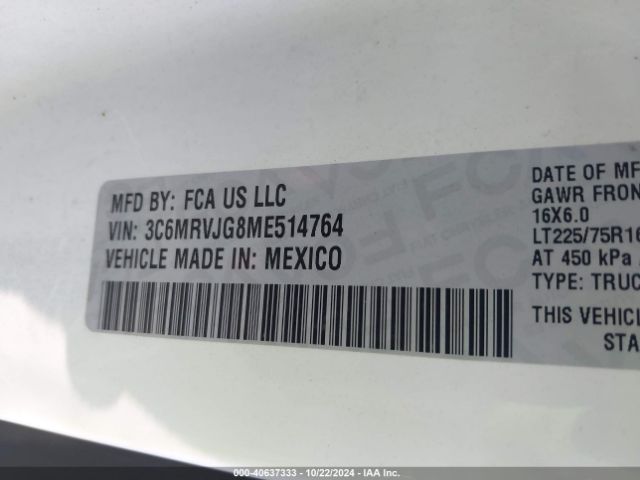 MFD BY: FCA US LLC
VIN: 3C6MRVJG8ME514764
VEHICLE MADE IN: MEXICO
DATE OF MF
GAWR FRON
16X6.0
LT225/75R16
AT 450 kPa
TYPE: TRUC
THIS VEHICL
STA
000-40637333 - 10/22/2024 - IAA Inc.